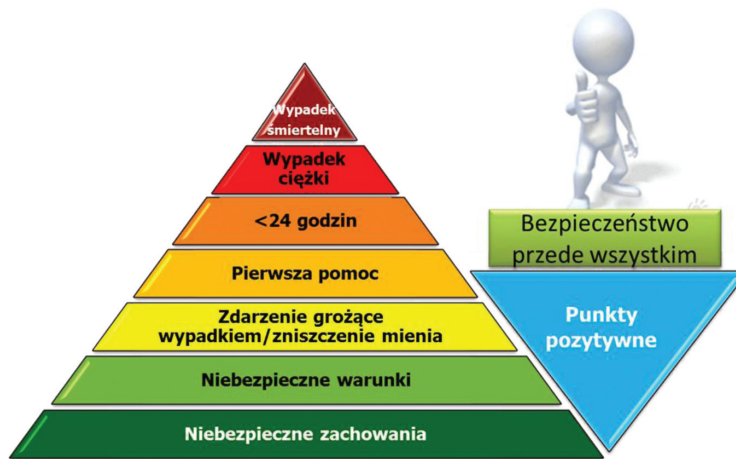 Wypadek
śmiertelny
Wypadek
ciężki
<24 godzin
Pierwsza pomoc
Zdarzenie grożące
wypadkiem/zniszczenie mienia
Niebezpieczne warunki
Niebezpieczne zachowania
Bezpieczeństwo
przede wszystkim
Punkty
pozytywne